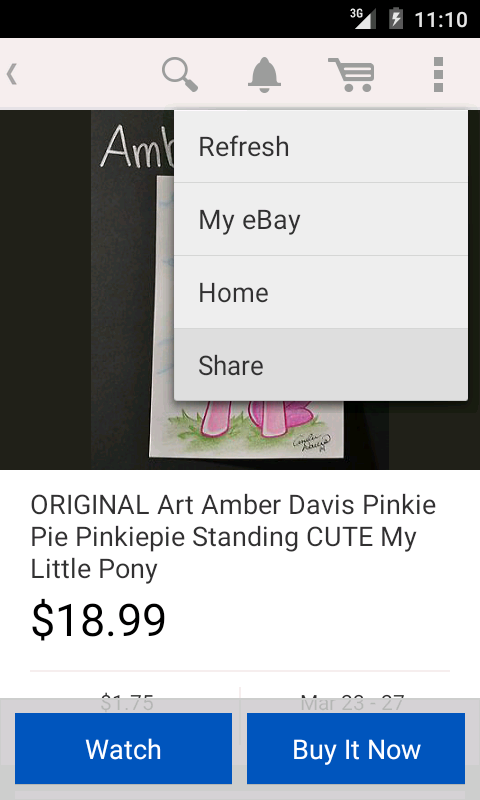 3G
11:10
Amb
Refresh
My eBay
Home
Share
ORIGINAL Art Amber Davis Pinkie
Pie Pinkiepie Standing CUTE My
Little Pony
$18.99
$1.75
Mar 23 - 27
Watch
Buy It Now